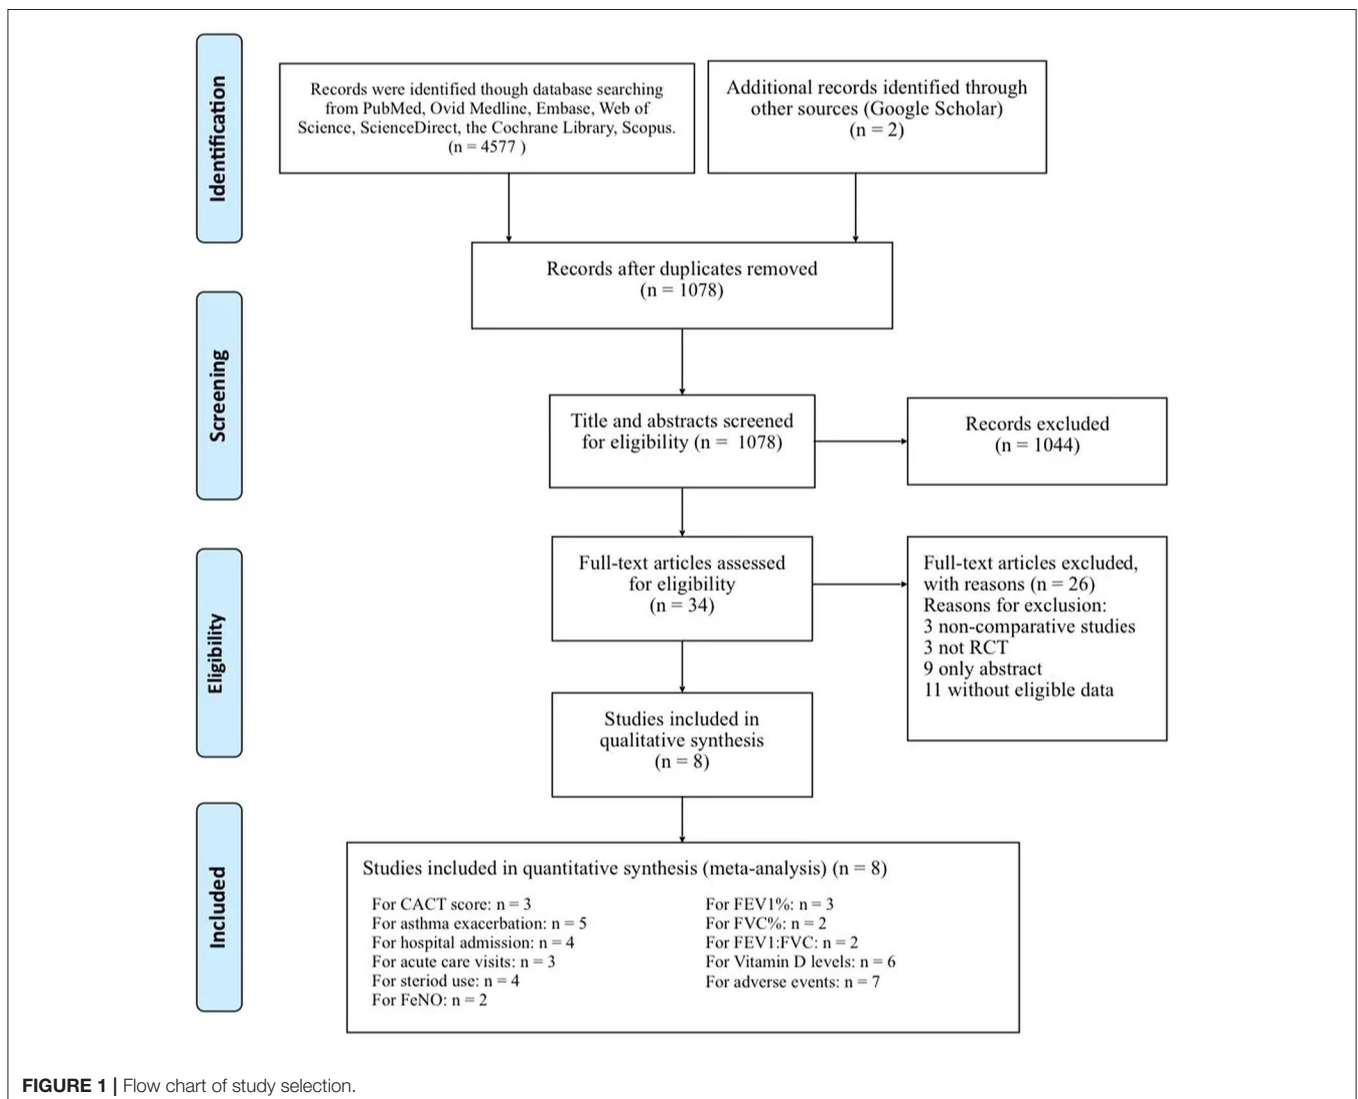 Identification
Records were identified though database searching
from PubMed, Ovid Medline, Embase, Web of
Science, ScienceDirect, the Cochrane Library, Scopus.
(n = 4577 )
Additional records identified through
other sources (Google Scholar)
(n = 2)
Records after duplicates removed
(n = 1078)
Screening
Title and abstracts screened
for eligibility (n = 1078)
Records excluded
(n = 1044)
Eligibility
Full-text articles assessed
for eligibility
(n = 34)
Full-text articles excluded,
with reasons (n = 26)
Reasons for exclusion:
3 non-comparative studies
3 not RCT
9 only abstract
11 without eligible data
Studies included in
qualitative synthesis
(n = 8)
Included
Studies included in quantitative synthesis (meta-analysis) (n = 8)
For CACT score: n = 3
For asthma exacerbation: n = 5
For hospital admission: n = 4
For acute care visits: n = 3
For steriod use: n = 4
For FeNO: n = 2
For FEV1%: n = 3
For FVC%: n = 2
For FEV1:FVC: n = 2
For Vitamin D levels: n = 6
For adverse events: n = 7
FIGURE 1 | Flow chart of study selection.